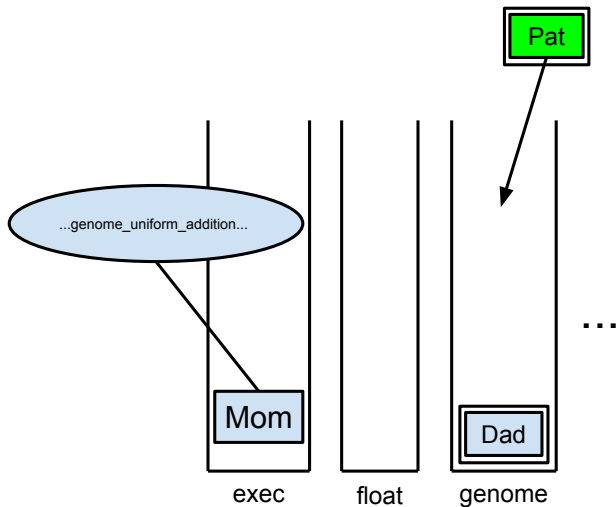 Pat
...genome_uniform_addition...
...
Mom
Dad
exec
float
genome